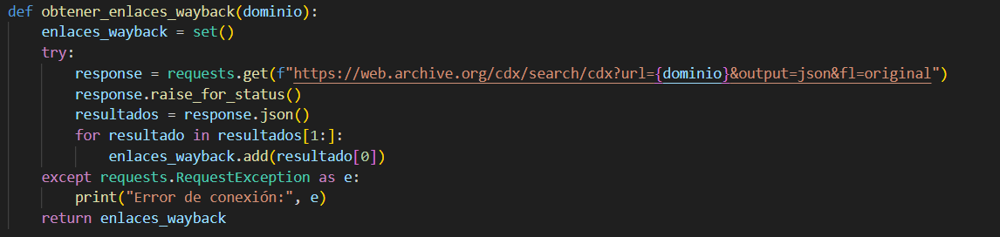 def obtener_enlaces_wayback(dominio):
    enlaces_wayback = set()
    try:
        response = requests.get(f"https://web.archive.org/cdx/search/cdx?url={dominio}&output=json&fl=original")
        response.raise_for_status()
        resultados = response.json()
        for resultado in resultados[1:]:
            enlaces_wayback.add(resultado[0])
    except requests.RequestException as e:
        print("Error de conexión:", e)
    return enlaces_wayback